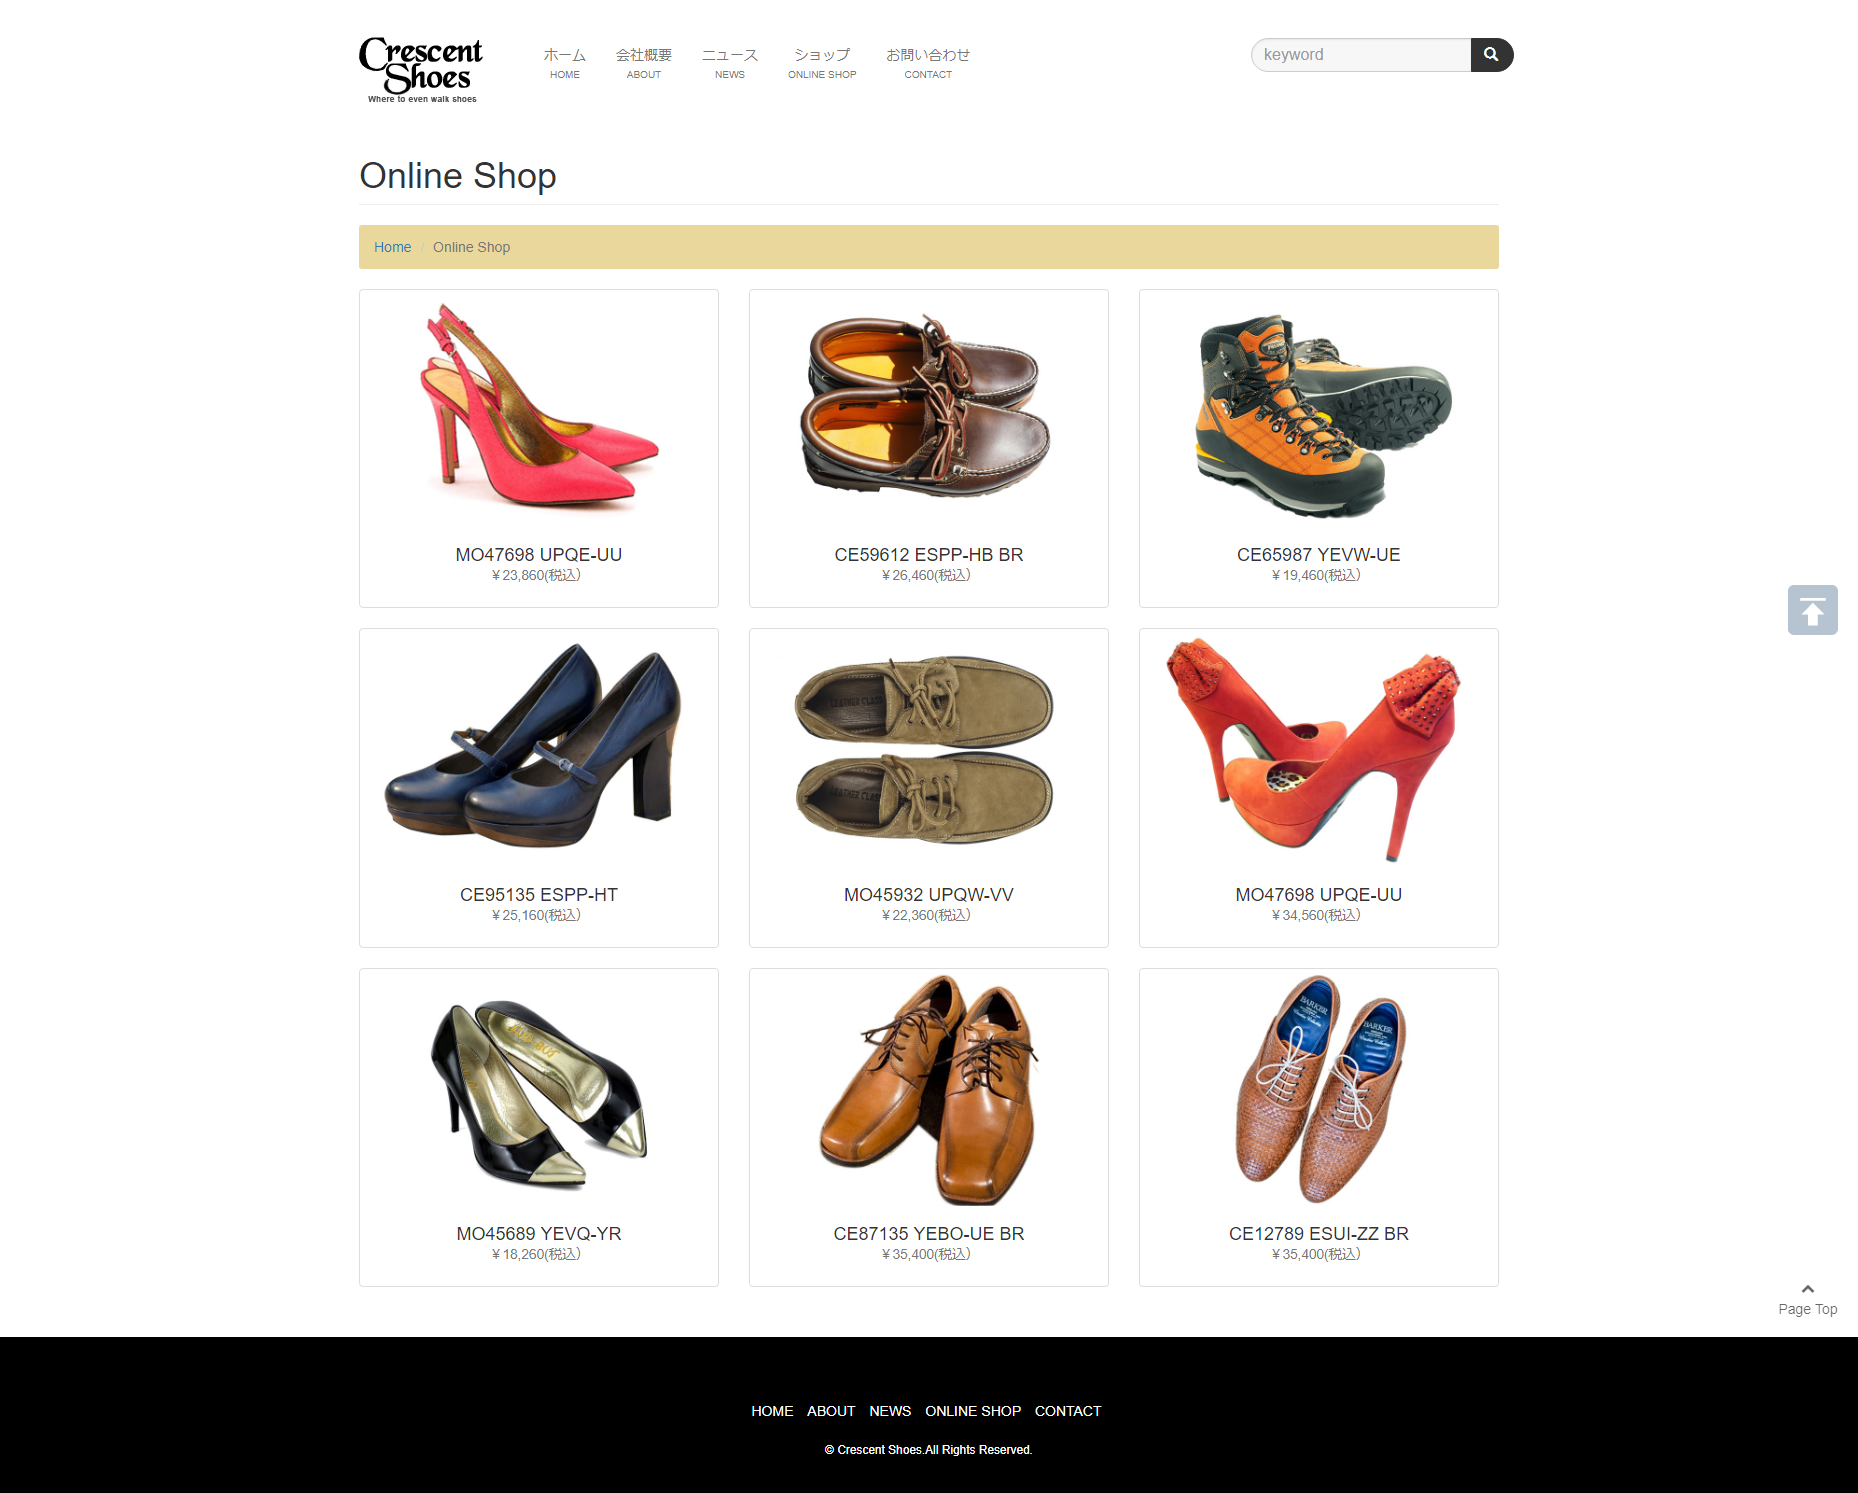 Crescent
Shoes
Where to even walk shoes
ホーム
HOME
会社概要
ABOUT
ニュース
NEWS
ショップ
ONLINE SHOP
お問い合わせ
CONTACT
keyword
Online Shop
Home / Online Shop
MO47698 UPQE-UU
¥23,860(税込)
CE59612 ESPP-HB BR
¥26,460(税込)
CE65987 YEVW-UE
¥19,460(税込)
CE95135 ESPP-HT
¥25,160(税込)
LEATHER CLASS
LEATHER CLASS
MO45932 UPQW-VV
¥22,360(税込)
MO47698 UPQE-UU
¥34,560(税込)
MO45689 YEVQ-YR
¥18,260(税込)
CE87135 YEBO-UE BR
¥35,400(税込)
BARKER
BARKER
CE12789 ESUI-ZZ BR
¥35,400(税込)
Page Top
HOME ABOUT NEWS ONLINE SHOP CONTACT
© Crescent Shoes.All Rights Reserved.